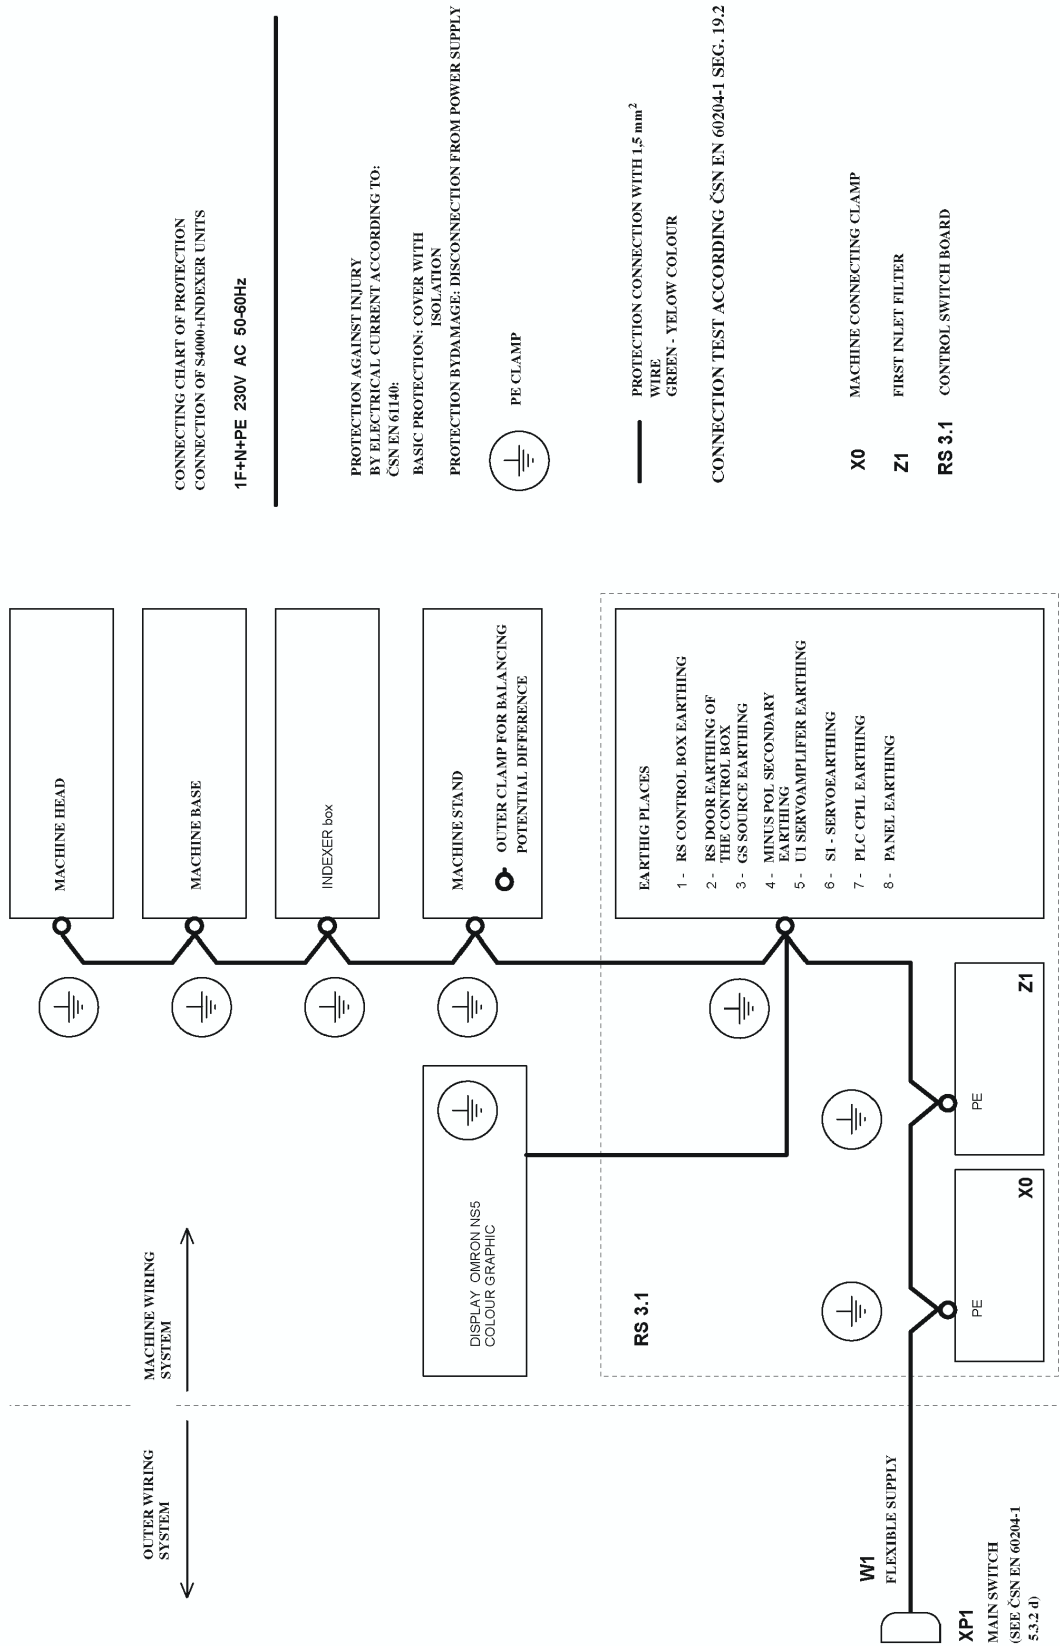 CONNECTING CHART OF PROTECTION
CONNECTION OF S4000+INDEXER UNITS
1F+N+PE 230V AC 50-60Hz
PROTECTION AGAINST INJURY
BY ELECTRICAL CURRENT ACCORDING TO:
ČSN EN 61140:
BASIC PROTECTION: COVER WITH
ISOLATION
PROTECTION BYDAMAGE: DISCONNECTION FROM POWER SUPPLY
PE CLAMP
PROTECTION CONNECTION WITH 1,5 mm²
WIRE
GREEN - YELOW COLOUR
CONNECTION TEST ACCORDING ČSN EN 60204-1 SEG. 19.2
X0 MACHINE CONNECTING CLAMP
Z1 FIRST INLET FILTER
RS 3.1 CONTROL SWITCH BOARD
MACHINE HEAD
MACHINE BASE
INDEXER box
MACHINE STAND
OUTER CLAMP FOR BALANCING
POTENTIAL DIFFERENCE
EARTHIG PLACES
1 - RS CONTROL BOX EARTHING
2 - RS DOOR EARTHING OF
THE CONTROL BOX
3 - GS SOURCE EARTHING
4 - MINUS POL SECONDARY
EARTHING
5 - U1 SERVOAMPLIFER EARTHING
6 - S1 - SERVOEARTHING
7 - PLC CP1L EARTHING
8 - PANEL EARTHING
DISPLAY OMRON NS5
COLOUR GRAPHIC
RS 3.1
PE
Z1
PE
X0
MACHINE WIRING
SYSTEM
OUTER WIRING
SYSTEM
W1
FLEXIBLE SUPPLY
XP1
MAIN SWITCH
(SEE ČSN EN 60204-1
5.3.2 d)